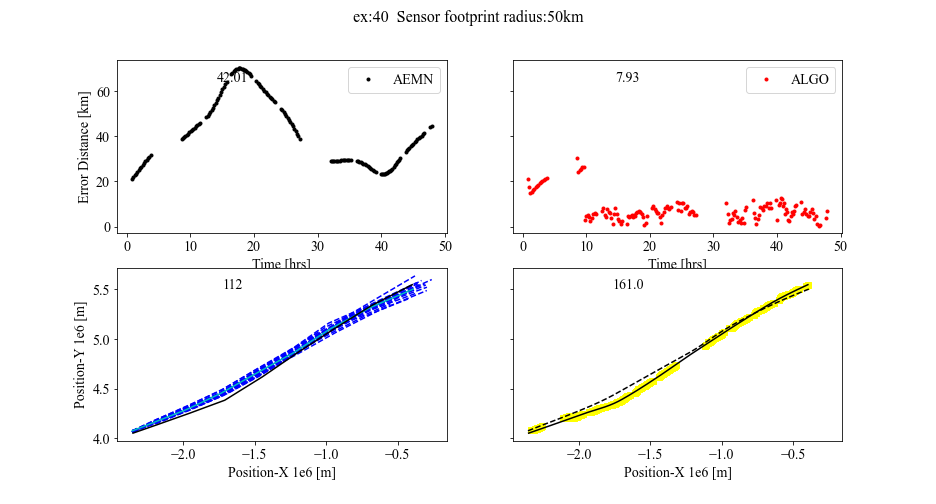 ex:40 Sensor footprint radius:50km
42.01
AEMN
7.93
ALGO
Error Distance [km]
60
40
20
0
0 10 20 30 40 50
0 10 20 30 40 50
Time [hrs]
Time [hrs]
112
161.0
Position-Y 1e6 [m]
5.5
5.0
4.5
4.0
−2.0 −1.5 −1.0 −0.5
−2.0 −1.5 −1.0 −0.5
Position-X 1e6 [m]
Position-X 1e6 [m]